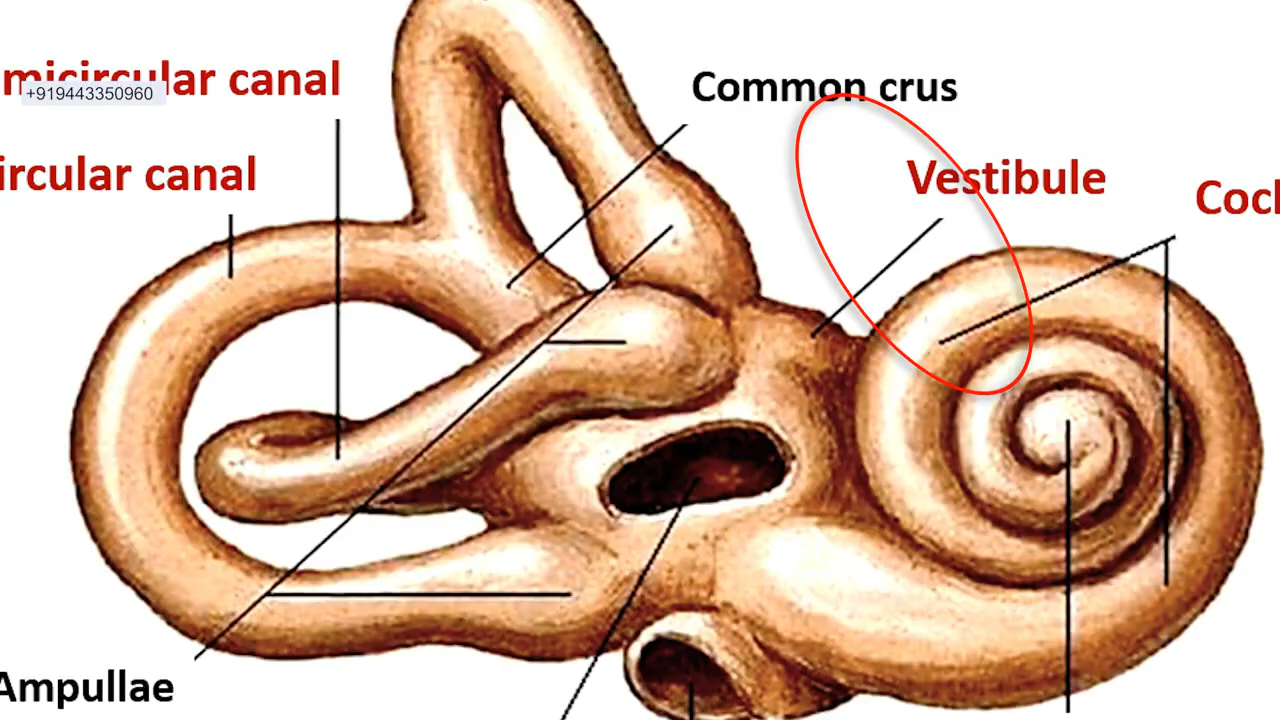 micircular canal
+919443350960
ircular canal
Common crus
Vestibule
Coch
Ampullae